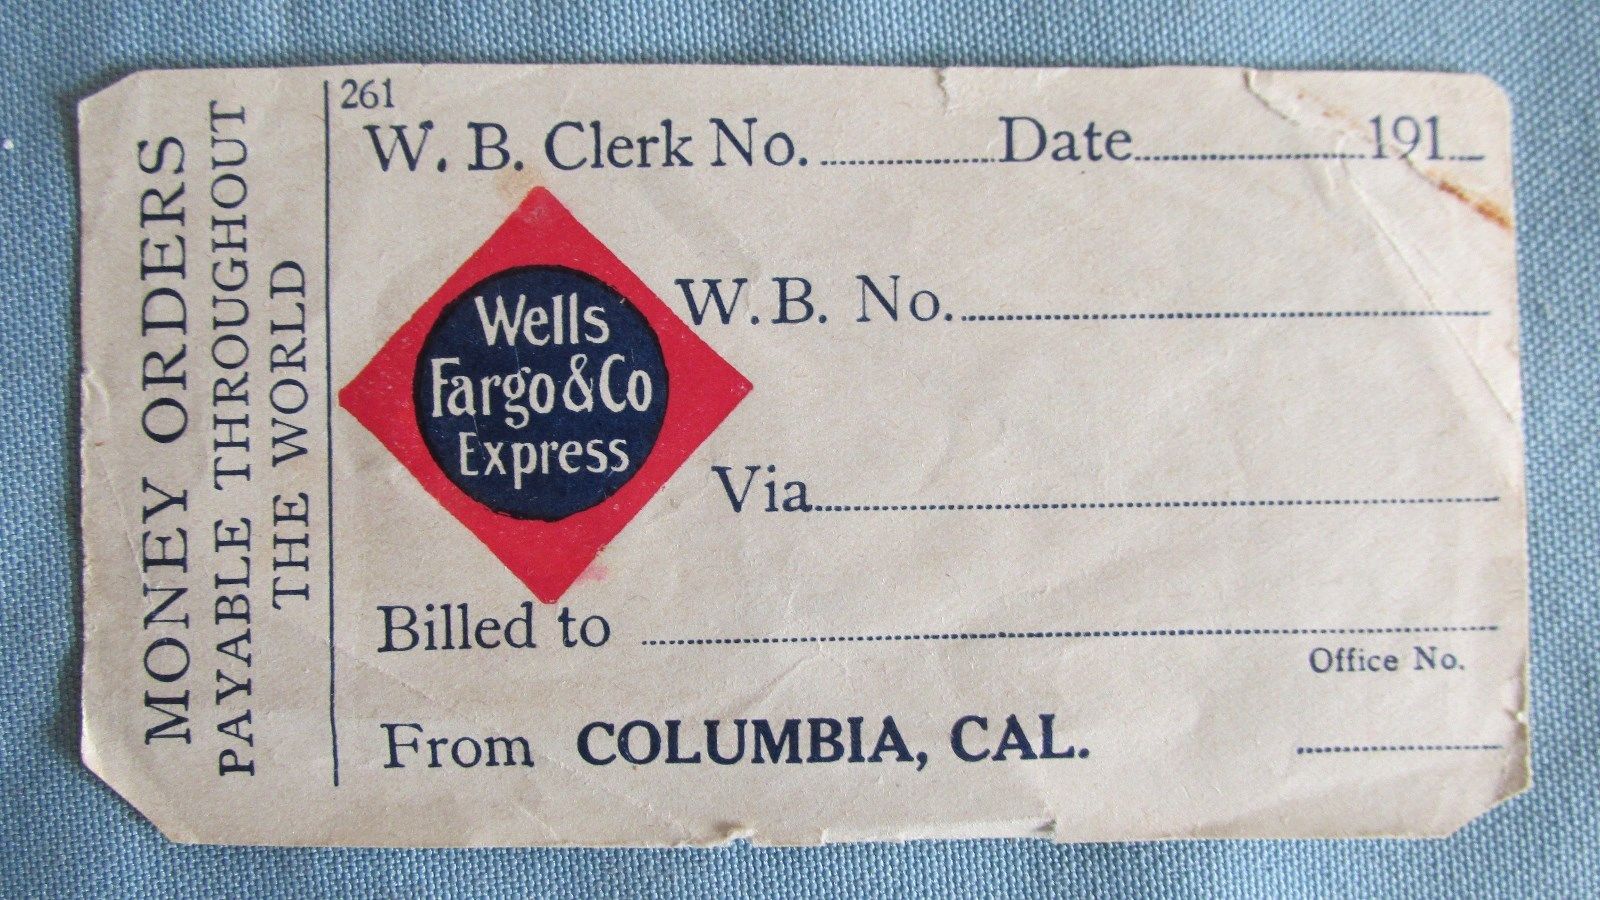 MONEY ORDERS
PAYABLE THROUGHOUT
THE WORLD
261
W. B. Clerk No. ........................ Date ................................ 191__
Wells
Fargo & Co
Express
W.B. No. ........................................................................
Via ........................................................................
Billed to ........................................................................
Office No.
From COLUMBIA, CAL. ........................